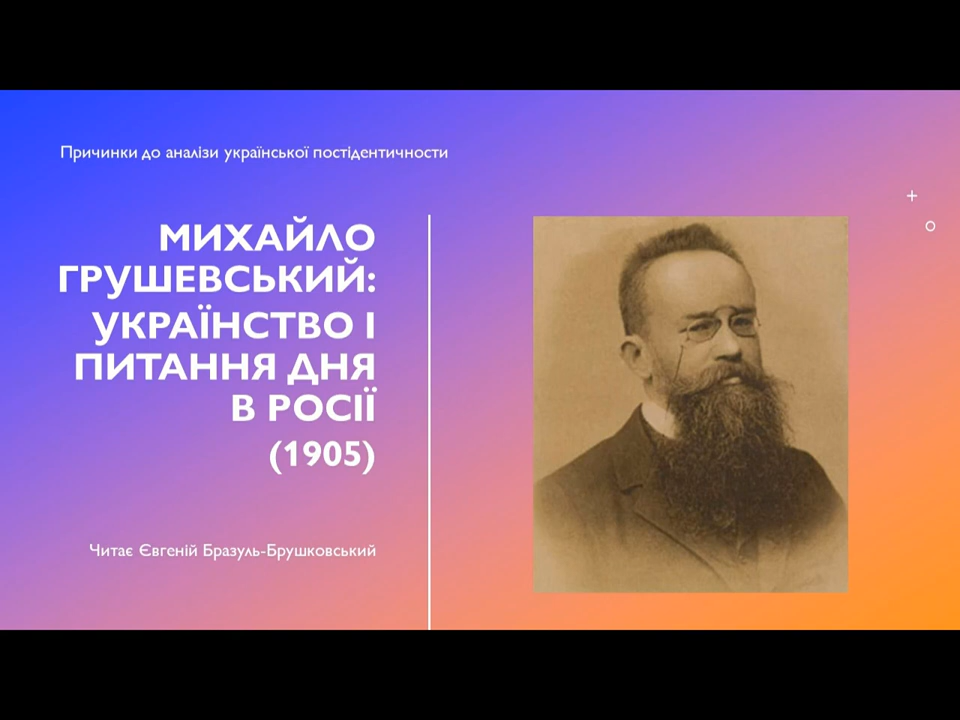 Причинки до аналізи української постідентичности
МИХАЙЛО
ГРУШЕВСЬКИЙ:
УКРАЇНСТВО І
ПИТАННЯ ДНЯ
В РОСІЇ
(1905)
Читає Євгеній Бразуль-Брушковський